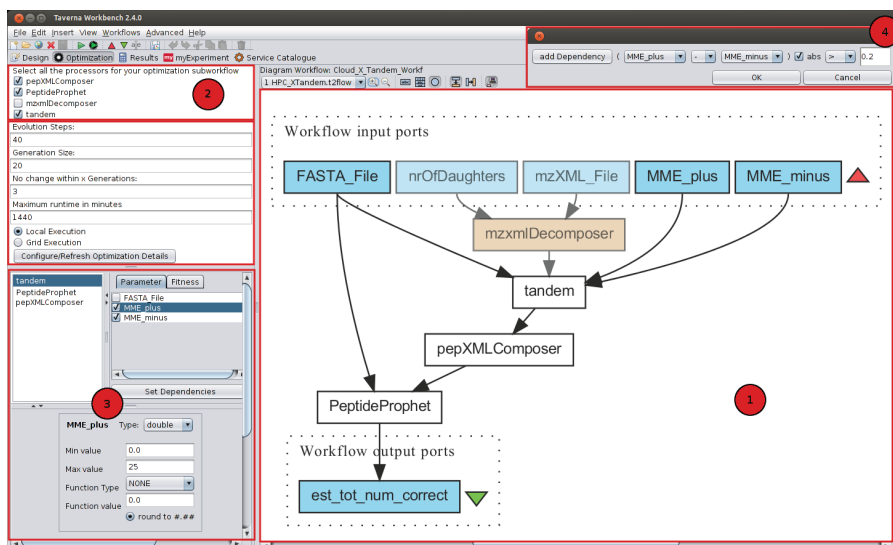 Taverna Workbench 2.4.0
File Edit Insert View Workflows Advanced Help
Design Optimization Results myExperiment Service Catalogue
Select all the processors for your optimization subworkflow
pepXMLComposer
PeptideProphet
mzxmlDecomposer
tandem
2
Evolution Steps:
40
Generation Size:
20
No change within x Generations:
3
Maximum runtime in minutes
1440
Local Execution
Grid Execution
Configure/Refresh Optimization Details
tandem
PeptideProphet
pepXMLComposer
Parameter Fitness
FASTA_File
MME_plus
MME_minus
Set Dependencies
3
MME_plus Type: double
Min value 0.0
Max value 25
Function Type NONE
Function value 0.0
round to #.##
Diagram Workflow: Cloud_X_Tandem_Workf
1 HPC_XTandem.t2flow
4
add Dependency ( MME_plus - MME_minus ) abs >= 0.2
OK Cancel
Workflow input ports
FASTA_File nrOfDaughters mzXML_File MME_plus MME_minus
mzxmlDecomposer
tandem
pepXMLComposer
PeptideProphet
1
Workflow output ports
est_tot_num_correct